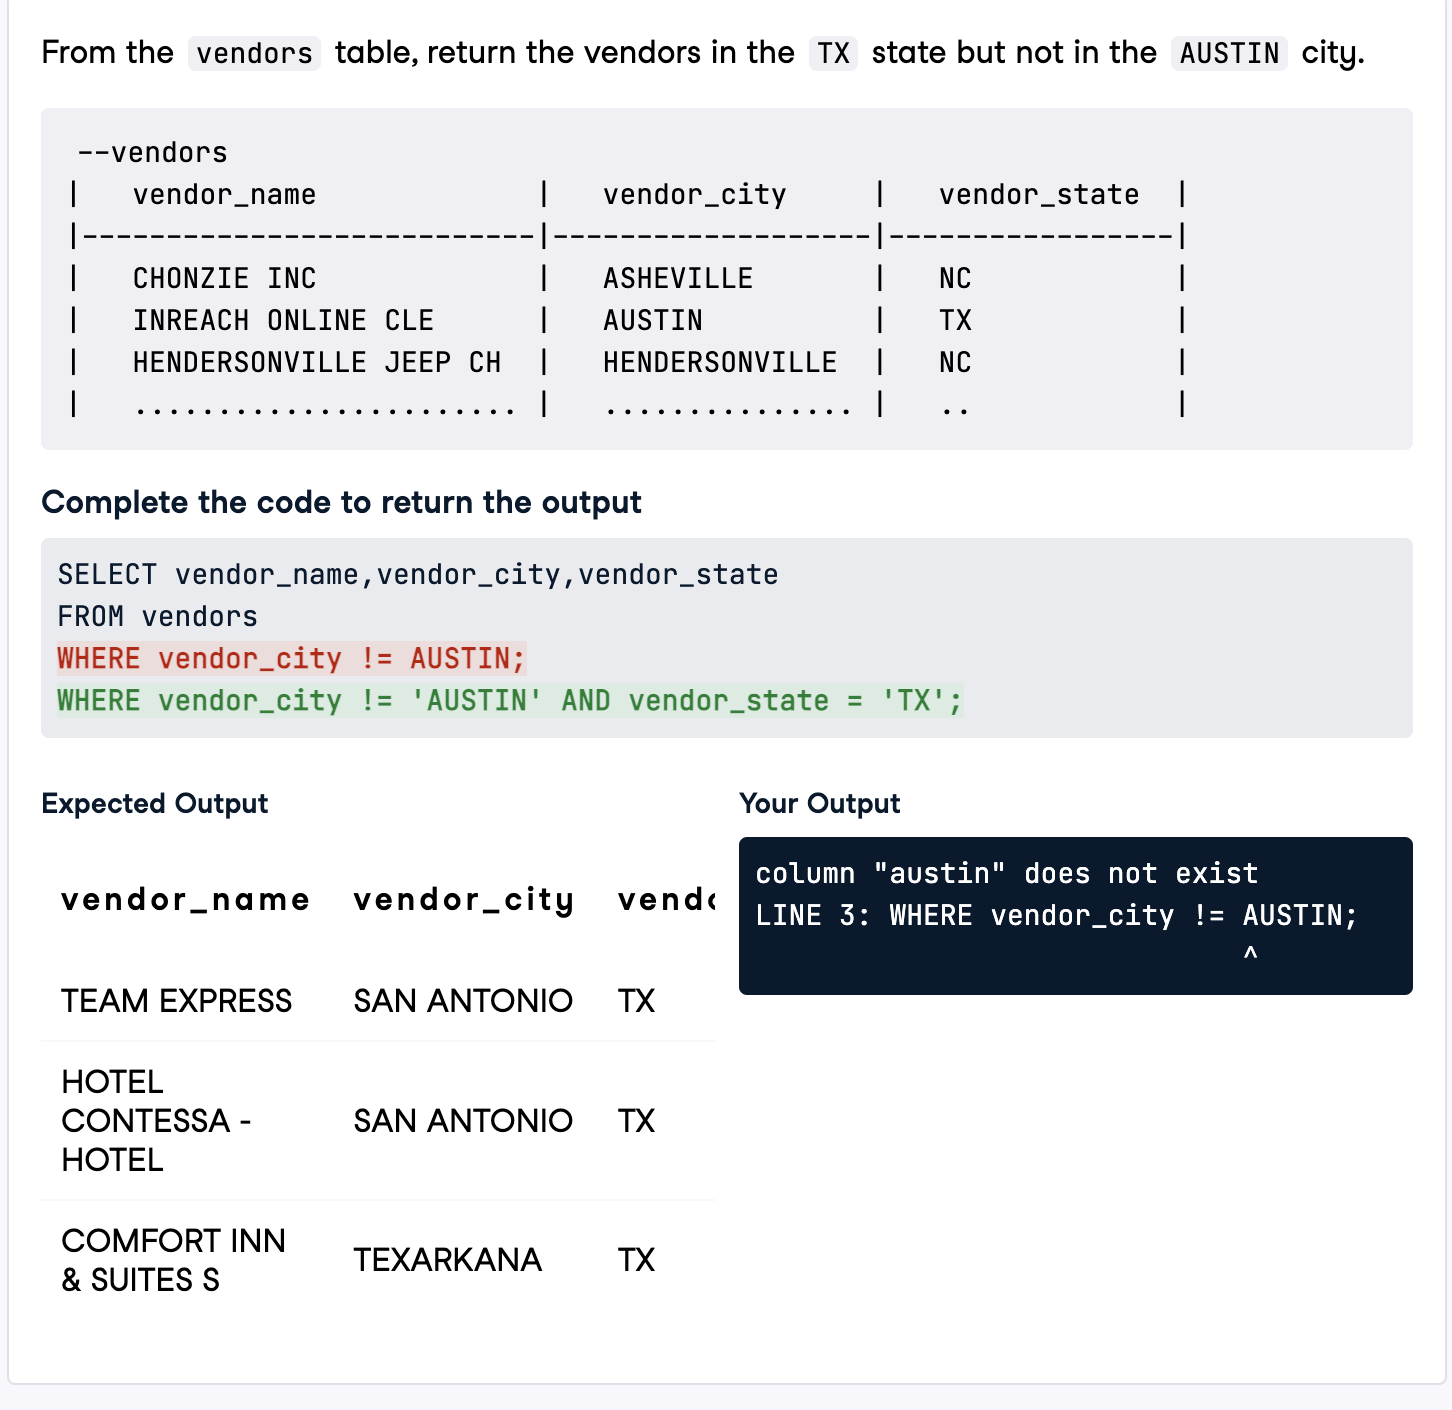 From the vendors table, return the vendors in the TX state but not in the AUSTIN city.
--vendors
|   vendor_name             |   vendor_city     |   vendor_state  |
|---------------------------|-------------------|-----------------|
|   CHONZIE INC             |   ASHEVILLE       |   NC            |
|   INREACH ONLINE CLE      |   AUSTIN          |   TX            |
|   HENDERSONVILLE JEEP CH  |   HENDERSONVILLE  |   NC            |
|   ....................... |   ............... |   ..            |
Complete the code to return the output
SELECT vendor_name,vendor_city,vendor_state
FROM vendors
WHERE vendor_city != AUSTIN;
WHERE vendor_city != 'AUSTIN' AND vendor_state = 'TX';
Expected Output
vendor_name vendor_city vend
TEAM EXPRESS SAN ANTONIO TX
HOTEL
CONTESSA - SAN ANTONIO TX
HOTEL
COMFORT INN
& SUITES S TEXARKANA TX
Your Output
column "austin" does not exist
LINE 3: WHERE vendor_city != AUSTIN;
^